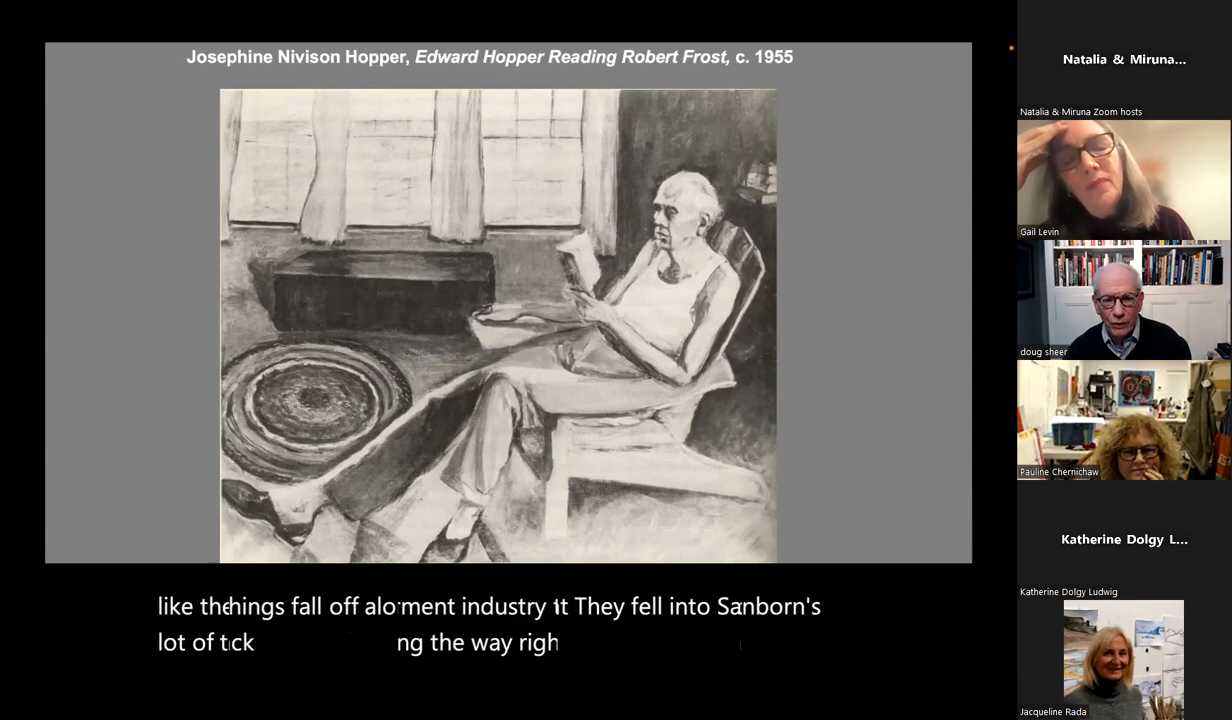 Josephine Nivison Hopper, Edward Hopper Reading Robert Frost, c. 1955
Natalia & Miruna...
Natalia & Miruna Zoom hosts
Gail Levin
doug sheer
Pauline Chernichaw
Katherine Dolgy L...
Katherine Dolgy Ludwig
Jacqueline Rada
fall off industry They fell into Sanborn's
lot of the way